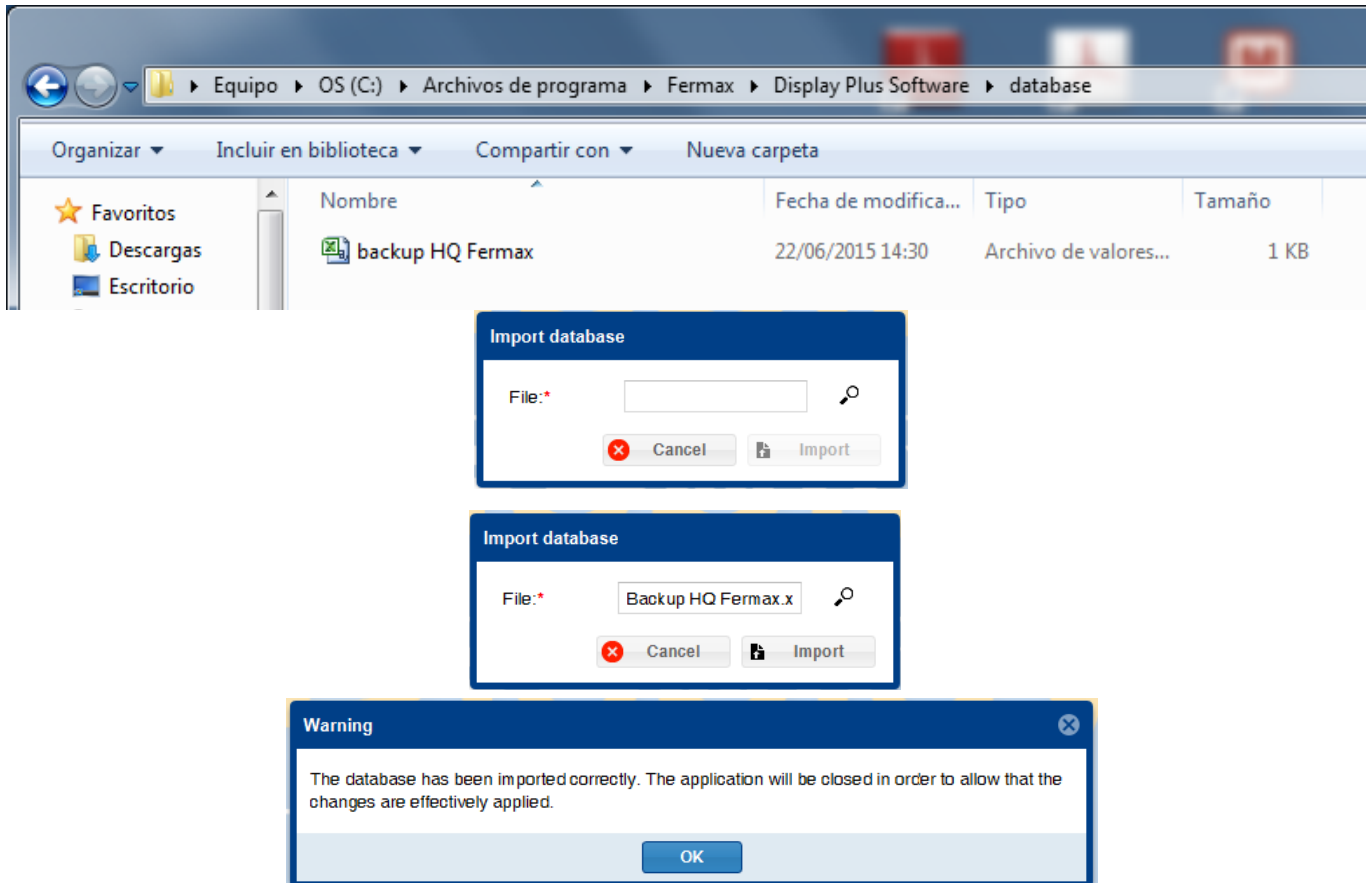 Equipo OS (C:) Archivos de programa Fermax Display Plus Software database
Organizar Incluir en biblioteca Compartir con Nueva carpeta
Nombre Fecha de modifica... Tipo Tamaño
Favoritos
Descargas backup HQ Fermax 22/06/2015 14:30 Archivo de valores... 1 KB
Escritorio
Import database
File:*
Cancel Import
Import database
File:* Backup HQ Fermax.x
Cancel Import
Warning
The database has been imported correctly. The application will be closed in order to allow that the
changes are effectively applied.
OK